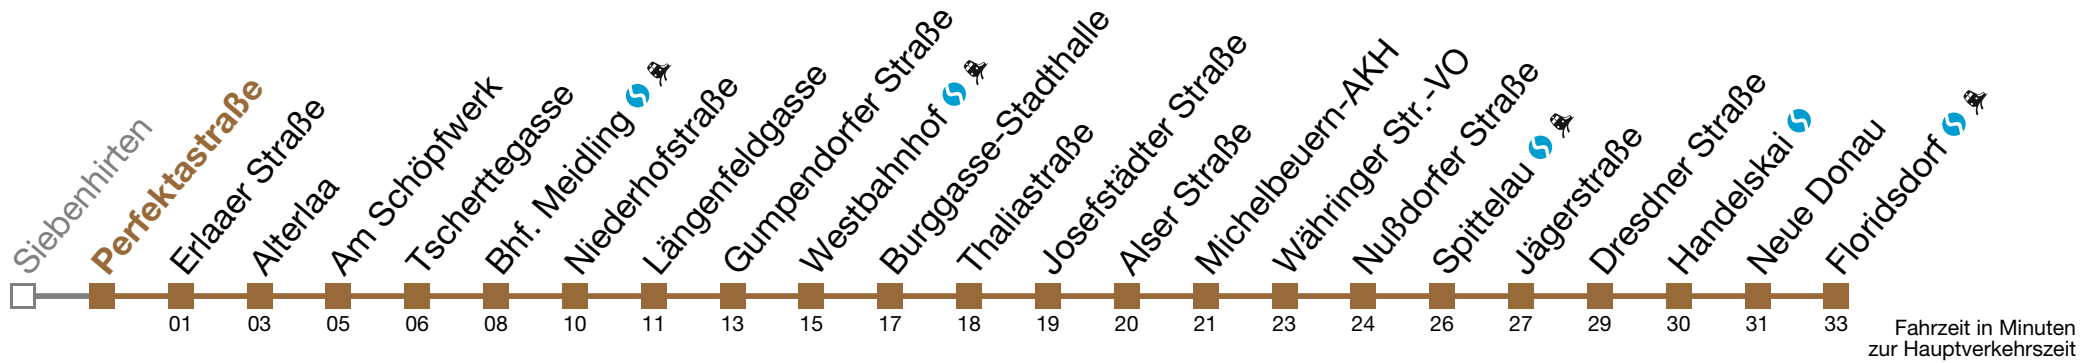 Siebenhirten
Perfektastraße
Erlaaer Straße
Alterlaa
Am Schöpfwerk
Tscherttegasse
Bhf. Meidling
Niederhofstraße
Längenfeldgasse
Gumpendorfer Straße
Westbahnhof
Burggasse-Stadthalle
Thaliastraße
Josefstädter Straße
Alser Straße
Michelbeuern-AKH
Währinger Str.-VO
Nußdorfer Straße
Spittelau
Jägerstraße
Dresdner Straße
Handelskai
Neue Donau
Floridsdorf
01 03 05 06 08 10 11 13 15 17 18 19 20 21 23 24 26 27 29 30 31 33
Fahrzeit in Minuten
zur Hauptverkehrszeit